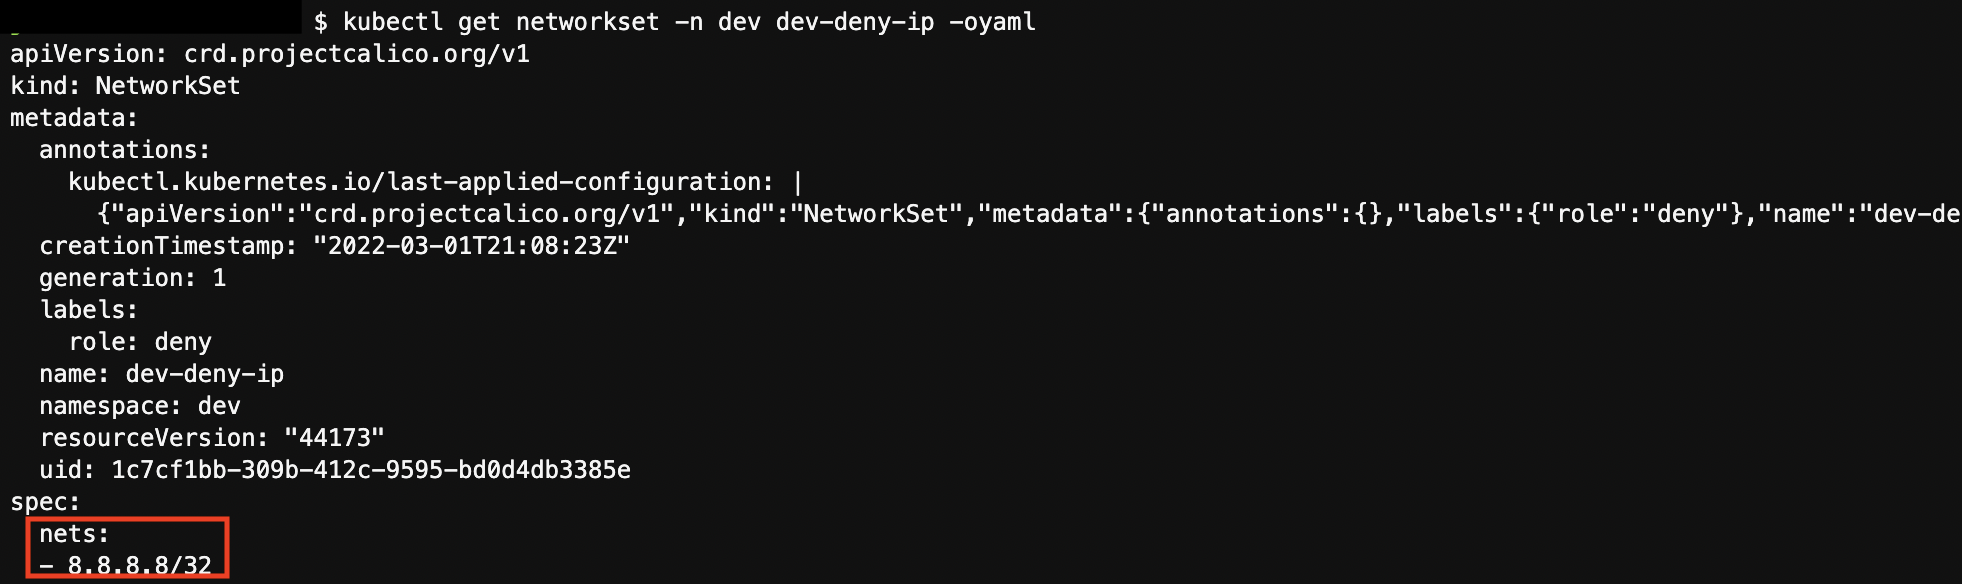 $ kubectl get networkset -n dev dev-deny-ip -oyaml
apiVersion: crd.projectcalico.org/v1
kind: NetworkSet
metadata:
  annotations:
    kubectl.kubernetes.io/last-applied-configuration: |
      {"apiVersion":"crd.projectcalico.org/v1","kind":"NetworkSet","metadata":{"annotations":{},"labels":{"role":"deny"},"name":"dev-de
  creationTimestamp: "2022-03-01T21:08:23Z"
  generation: 1
  labels:
    role: deny
  name: dev-deny-ip
  namespace: dev
  resourceVersion: "44173"
  uid: 1c7cf1bb-309b-412c-9595-bd0d4db3385e
spec:
  nets:
  - 8.8.8.8/32